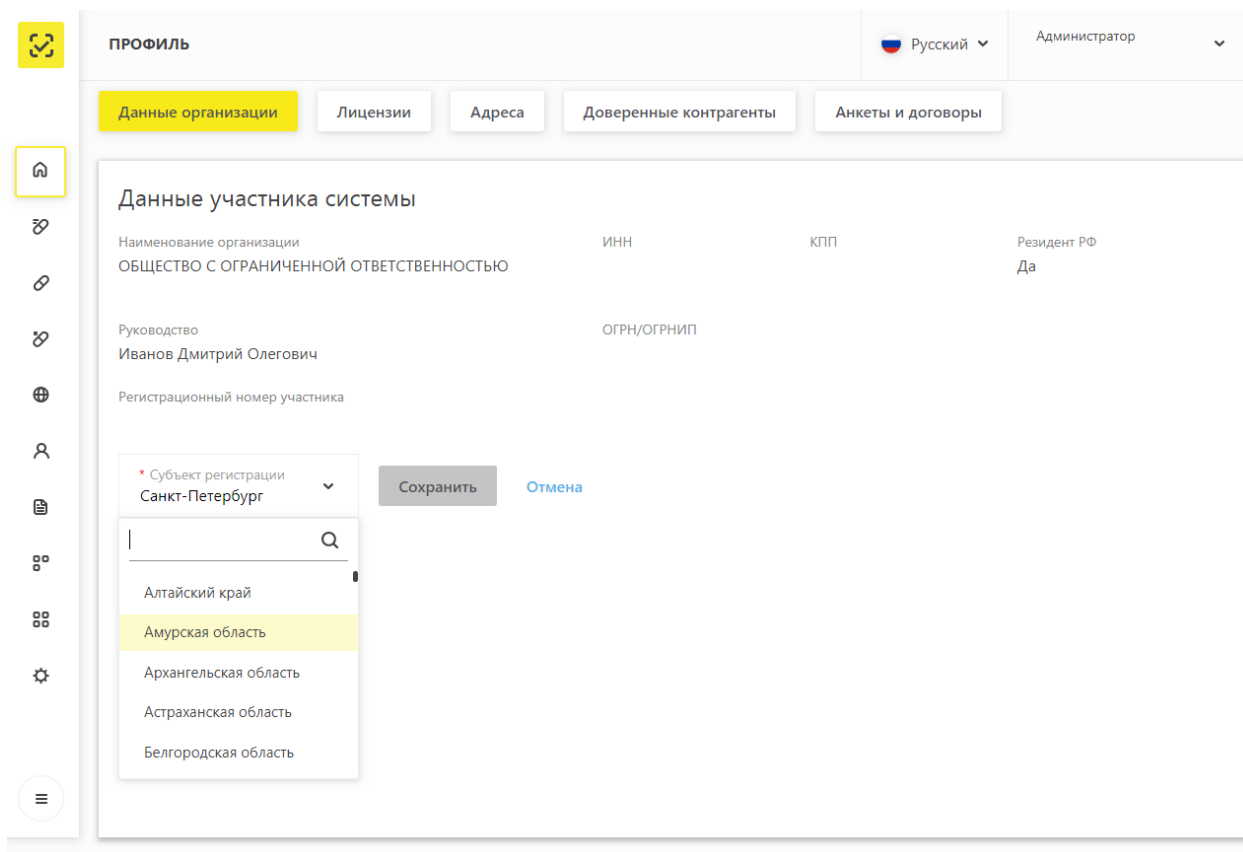 ПРОФИЛЬ
Русский
Администратор
Данные организации
Лицензии
Адреса
Доверенные контрагенты
Анкеты и договоры
Данные участника системы
Наименование организации
ИНН
КПП
Резидент РФ
ОБЩЕСТВО С ОГРАНИЧЕННОЙ ОТВЕТСТВЕННОСТЬЮ
Да
Руководство
ОГРН/ОГРНИП
Иванов Дмитрий Олегович
Регистрационный номер участника
* Субъект регистрации
Санкт-Петербург
Сохранить
Отмена
Алтайский край
Амурская область
Архангельская область
Астраханская область
Белгородская область